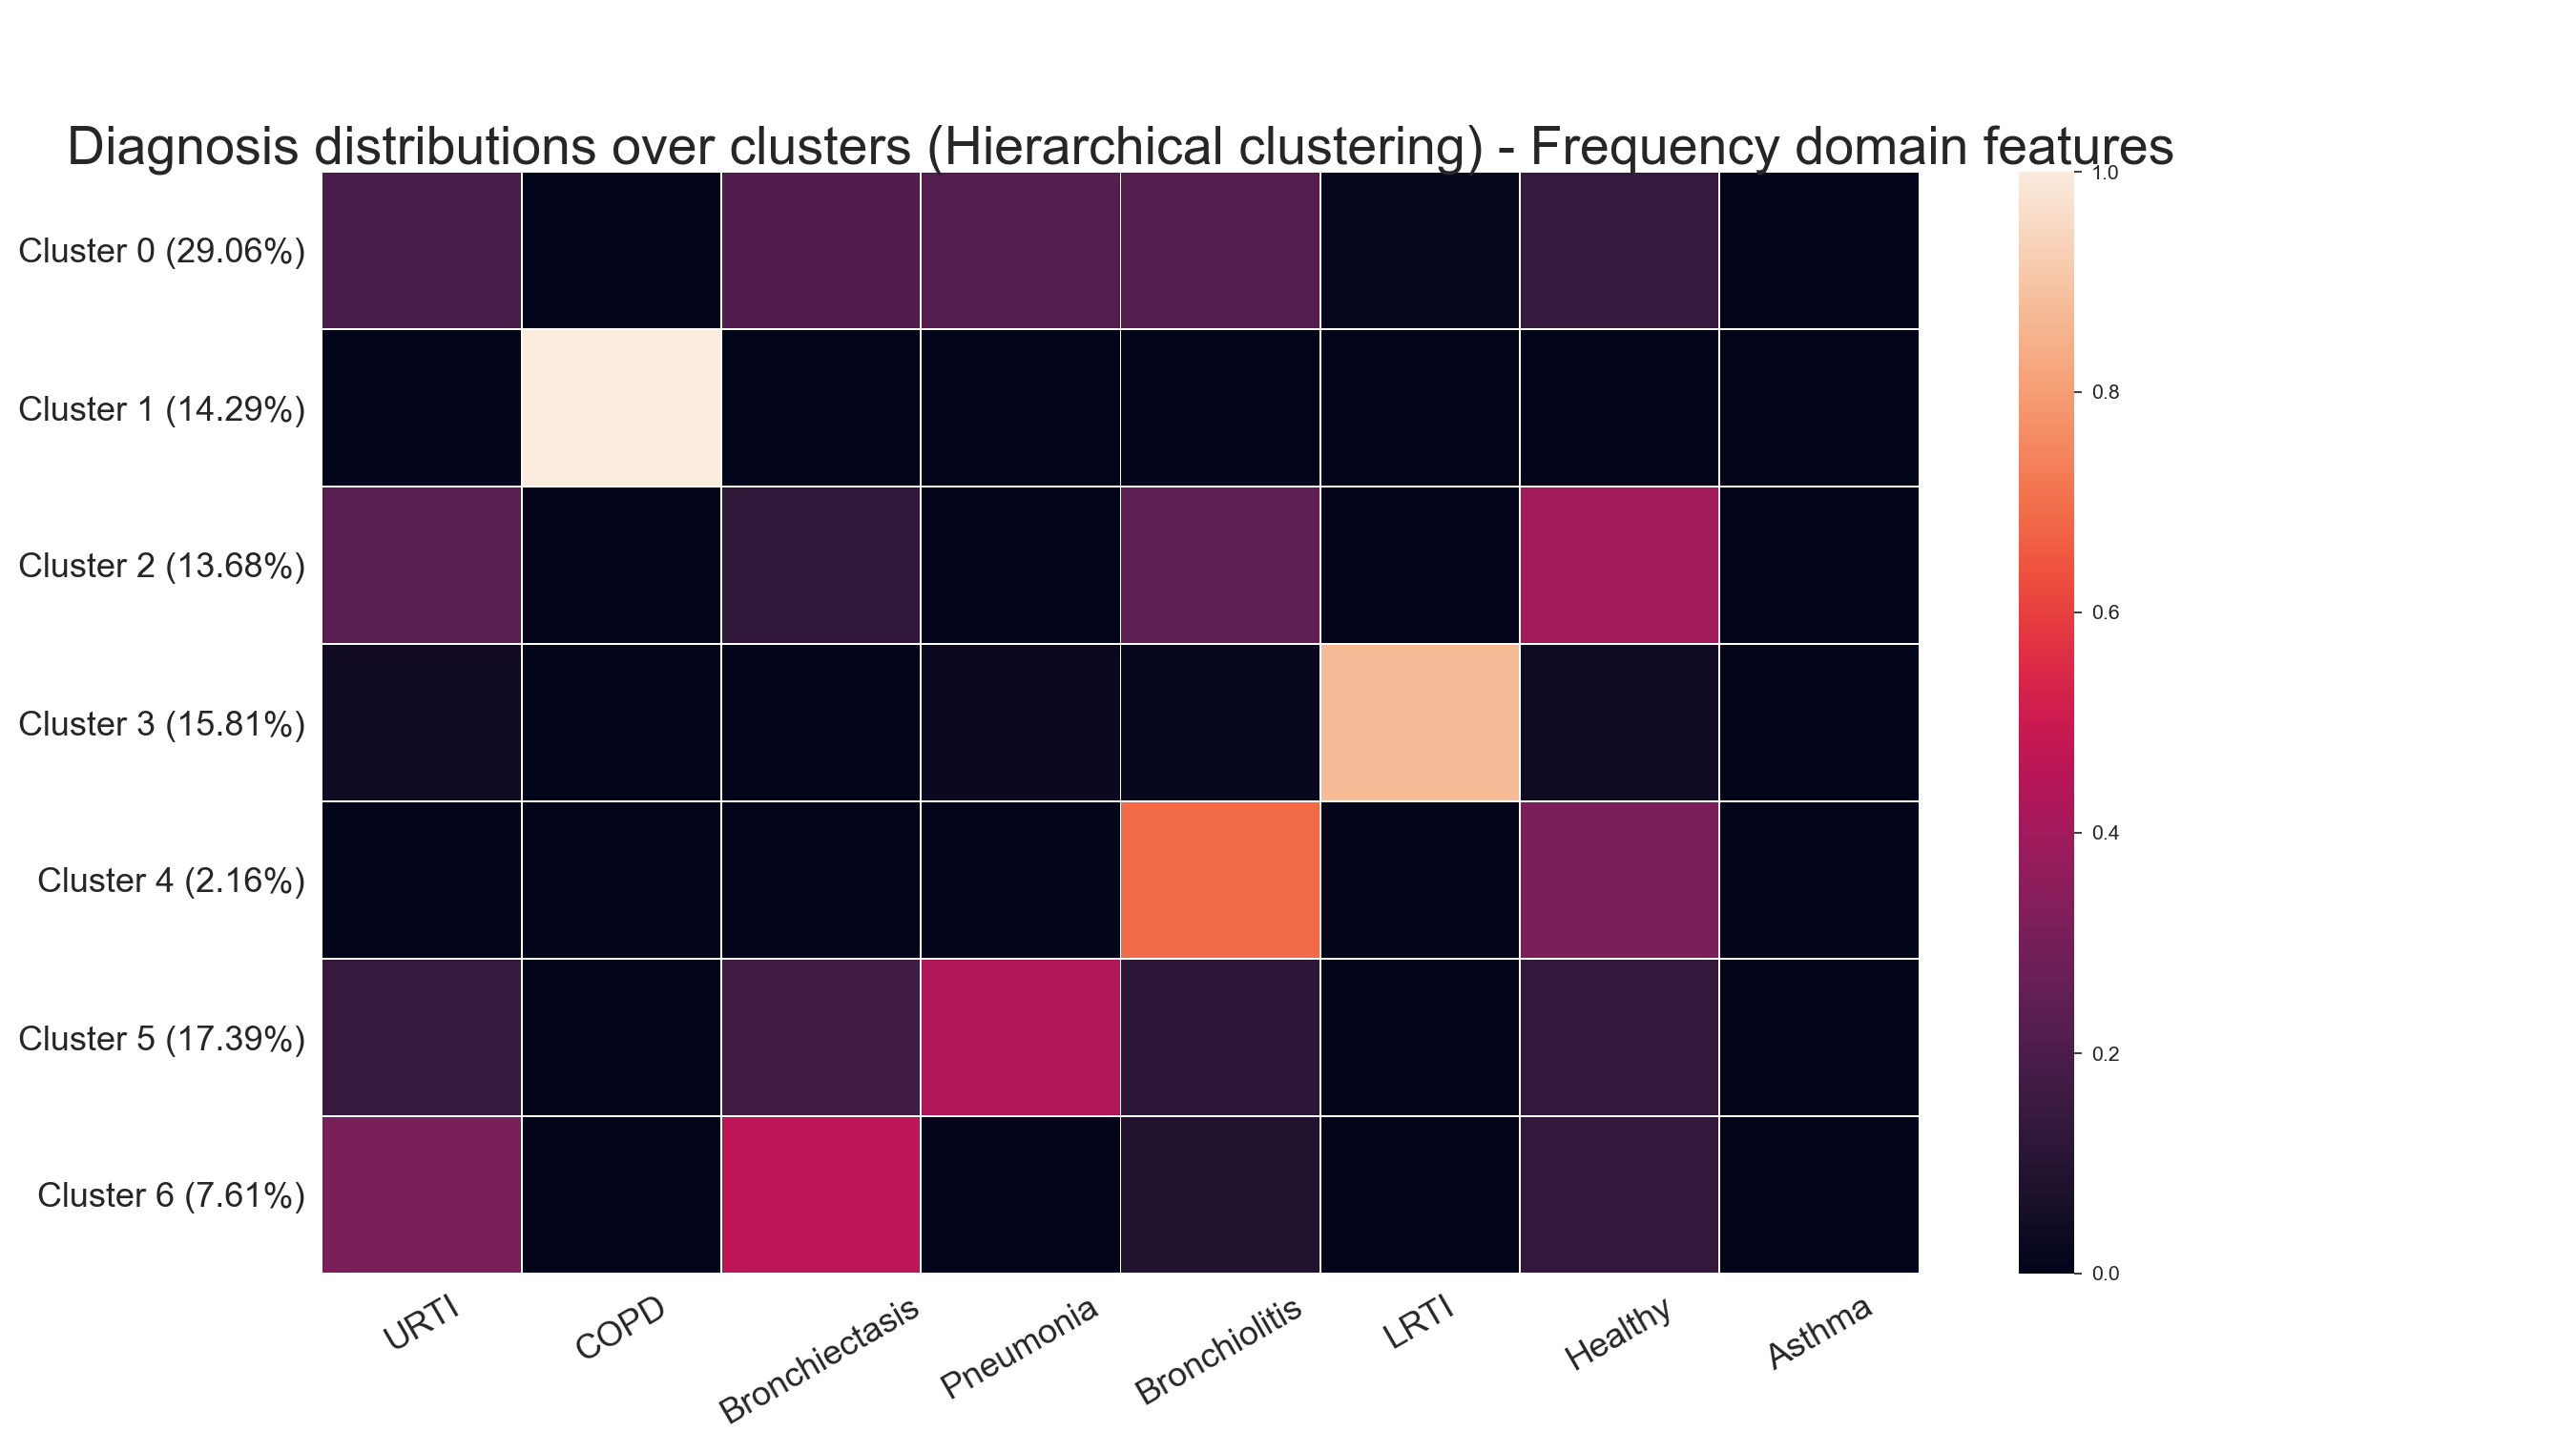 Diagnosis distributions over clusters (Hierarchical clustering) - Frequency domain features
Cluster 0 (29.06%)
Cluster 1 (14.29%)
Cluster 2 (13.68%)
Cluster 3 (15.81%)
Cluster 4 (2.16%)
Cluster 5 (17.39%)
Cluster 6 (7.61%)
URTI
COPD
Bronchiectasis
Pneumonia
Bronchiolitis
LRTI
Healthy
Asthma
1.0
0.8
0.6
0.4
0.2
0.0